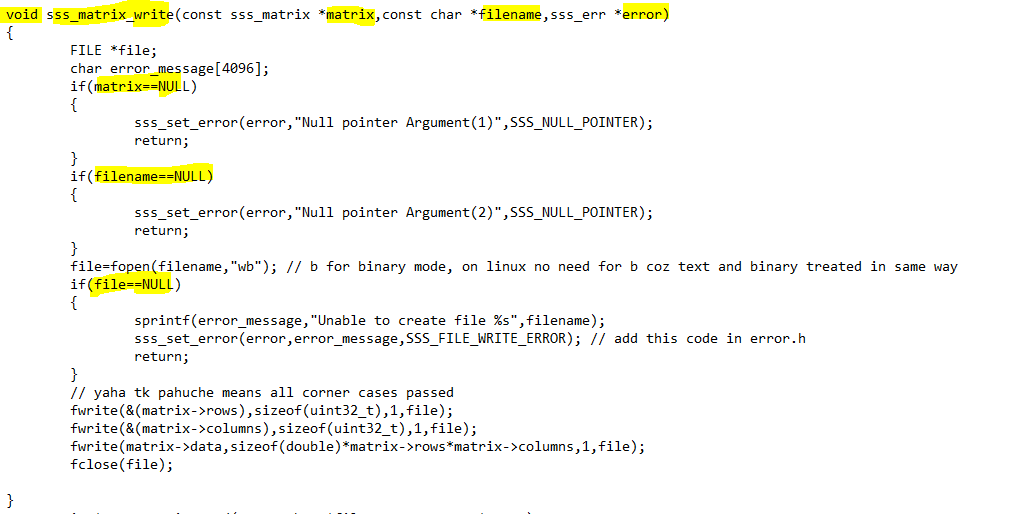 void sss_matrix_write(const sss_matrix *matrix,const char *filename,sss_err *error)
{
FILE *file;
char error_message[4096];
if(matrix==NULL)
{
sss_set_error(error,"Null pointer Argument(1)",SSS_NULL_POINTER);
return;
}
if(filename==NULL)
{
sss_set_error(error,"Null pointer Argument(2)",SSS_NULL_POINTER);
return;
}
file=fopen(filename,"wb"); // b for binary mode, on linux no need for b coz text and binary treated in same way
if(file==NULL)
{
sprintf(error_message,"Unable to create file %s",filename);
sss_set_error(error,error_message,SSS_FILE_WRITE_ERROR); // add this code in error.h
return;
}
// yaha tk pahuche means all corner cases passed
fwrite(&(matrix->rows),sizeof(uint32_t),1,file);
fwrite(&(matrix->columns),sizeof(uint32_t),1,file);
fwrite(matrix->data,sizeof(double)*matrix->rows*matrix->columns,1,file);
fclose(file);
}